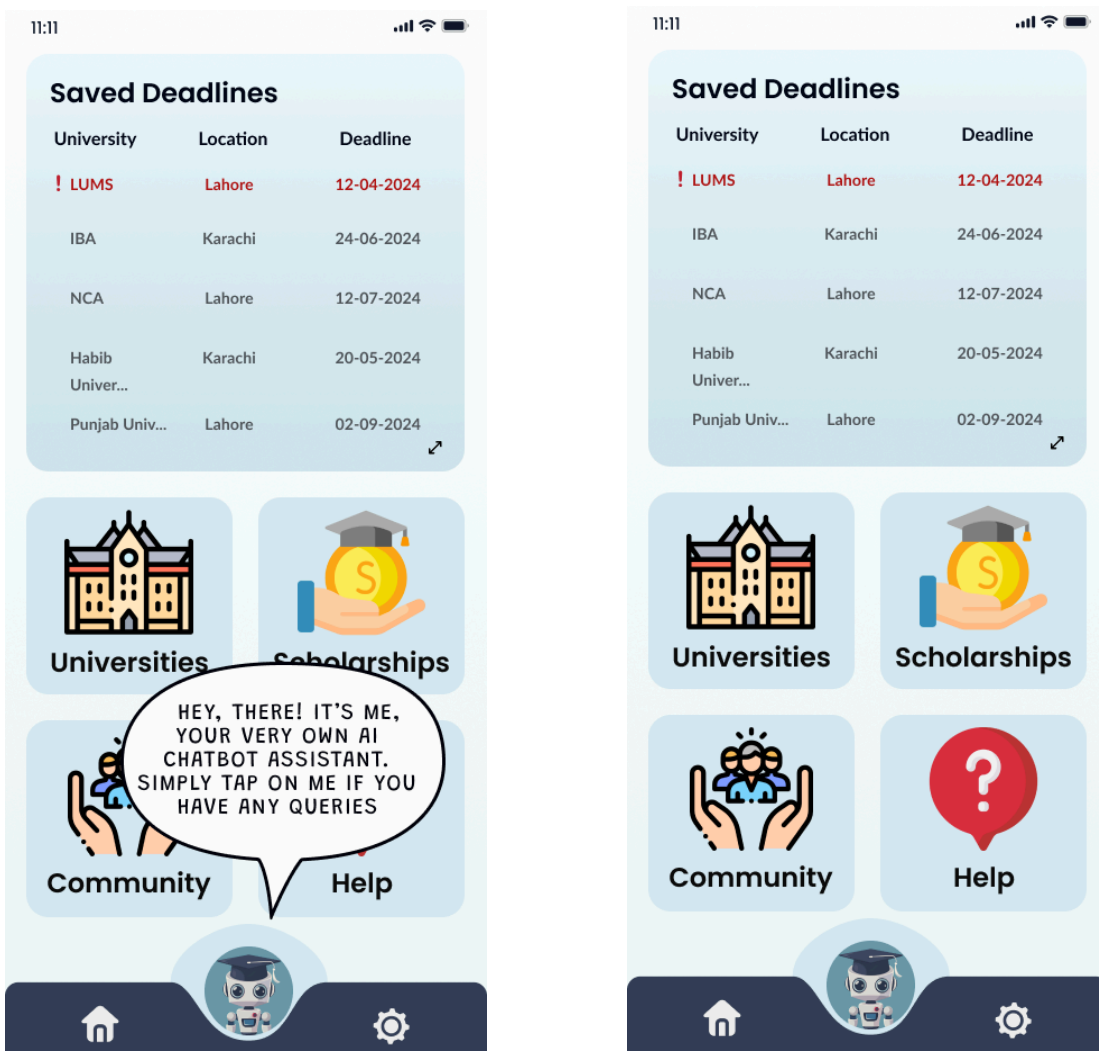 11:11
Saved Deadlines
University Location Deadline
! LUMS Lahore 12-04-2024
IBA Karachi 24-06-2024
NCA Lahore 12-07-2024
Habib Karachi 20-05-2024
Univer...
Punjab Univ... Lahore 02-09-2024
S
Universities Scholarships
HEY, THERE! IT'S ME,
YOUR VERY OWN AI
CHATBOT ASSISTANT.
SIMPLY TAP ON ME IF YOU
HAVE ANY QUERIES
Community Help
11:11
Saved Deadlines
University Location Deadline
! LUMS Lahore 12-04-2024
IBA Karachi 24-06-2024
NCA Lahore 12-07-2024
Habib Karachi 20-05-2024
Univer...
Punjab Univ... Lahore 02-09-2024
S
Universities Scholarships
?
Community Help